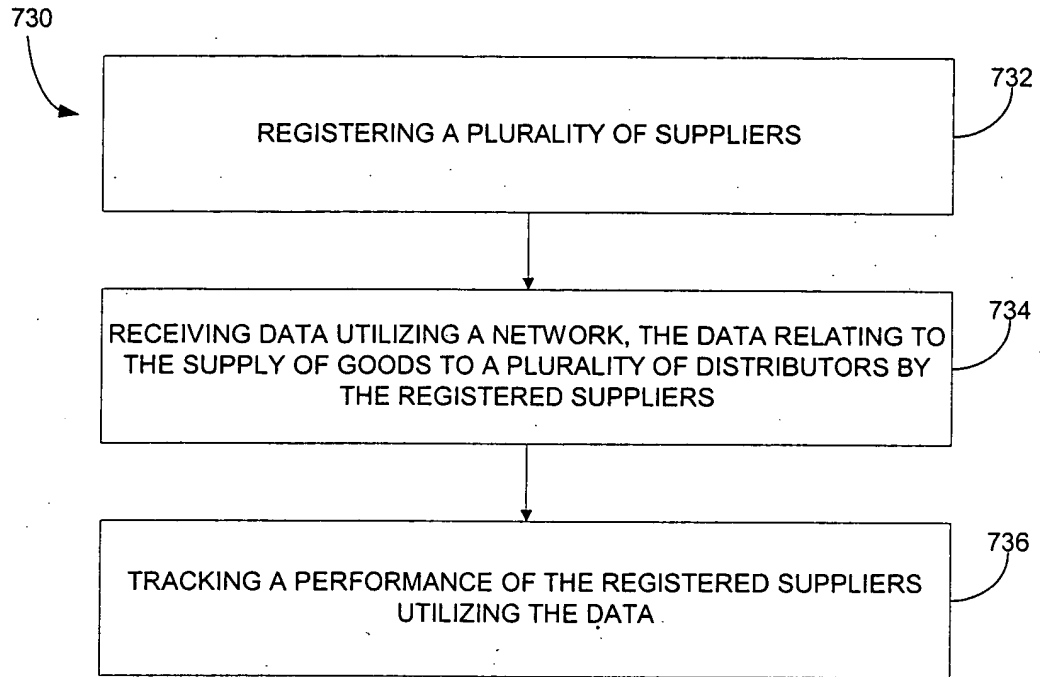 730
732
REGISTERING A PLURALITY OF SUPPLIERS
734
RECEIVING DATA UTILIZING A NETWORK, THE DATA RELATING TO
THE SUPPLY OF GOODS TO A PLURALITY OF DISTRIBUTORS BY
THE REGISTERED SUPPLIERS
736
TRACKING A PERFORMANCE OF THE REGISTERED SUPPLIERS
UTILIZING THE DATA